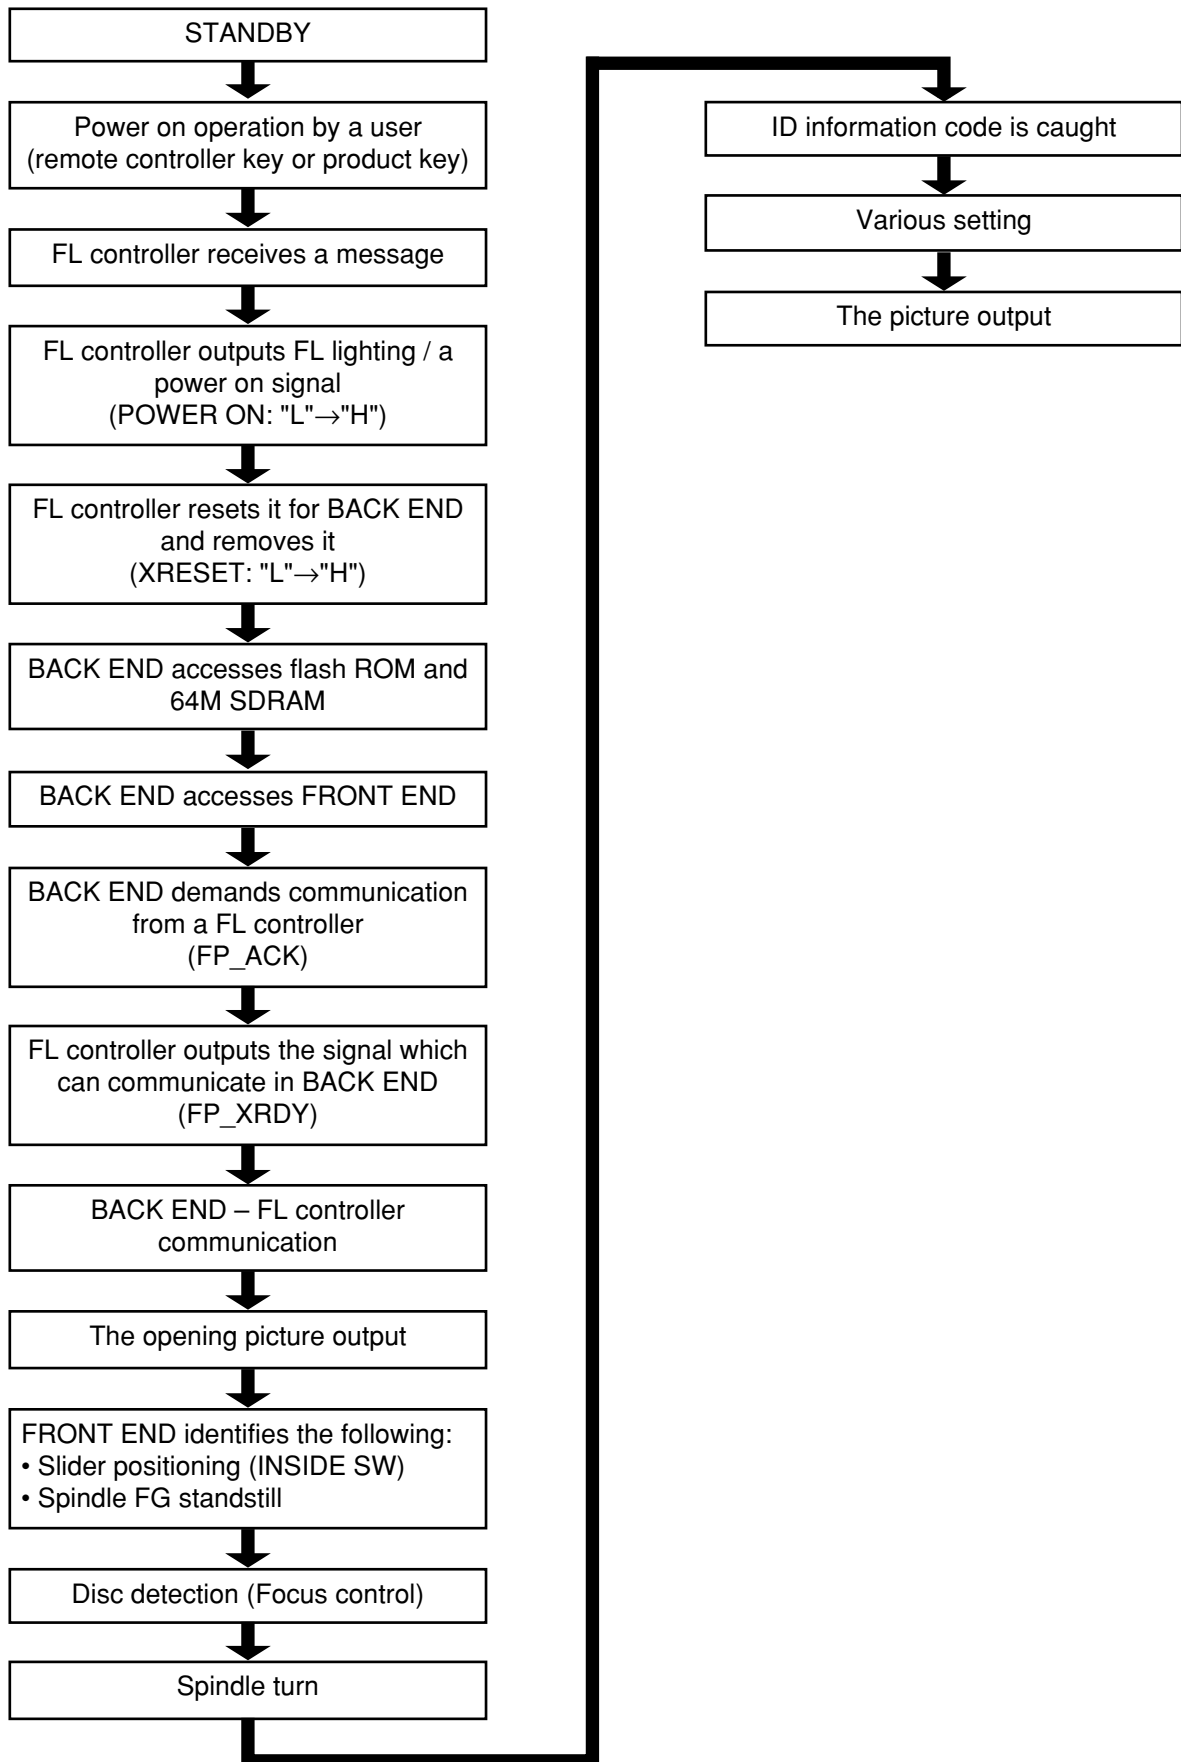 STANDBY
Power on operation by a user
(remote controller key or product key)
FL controller receives a message
FL controller outputs FL lighting / a
power on signal
(POWER ON: "L"→"H")
FL controller resets it for BACK END
and removes it
(XRESET: "L"→"H")
BACK END accesses flash ROM and
64M SDRAM
BACK END accesses FRONT END
BACK END demands communication
from a FL controller
(FP_ACK)
FL controller outputs the signal which
can communicate in BACK END
(FP_XRDY)
BACK END – FL controller
communication
The opening picture output
FRONT END identifies the following:
• Slider positioning (INSIDE SW)
• Spindle FG standstill
Disc detection (Focus control)
Spindle turn
ID information code is caught
Various setting
The picture output